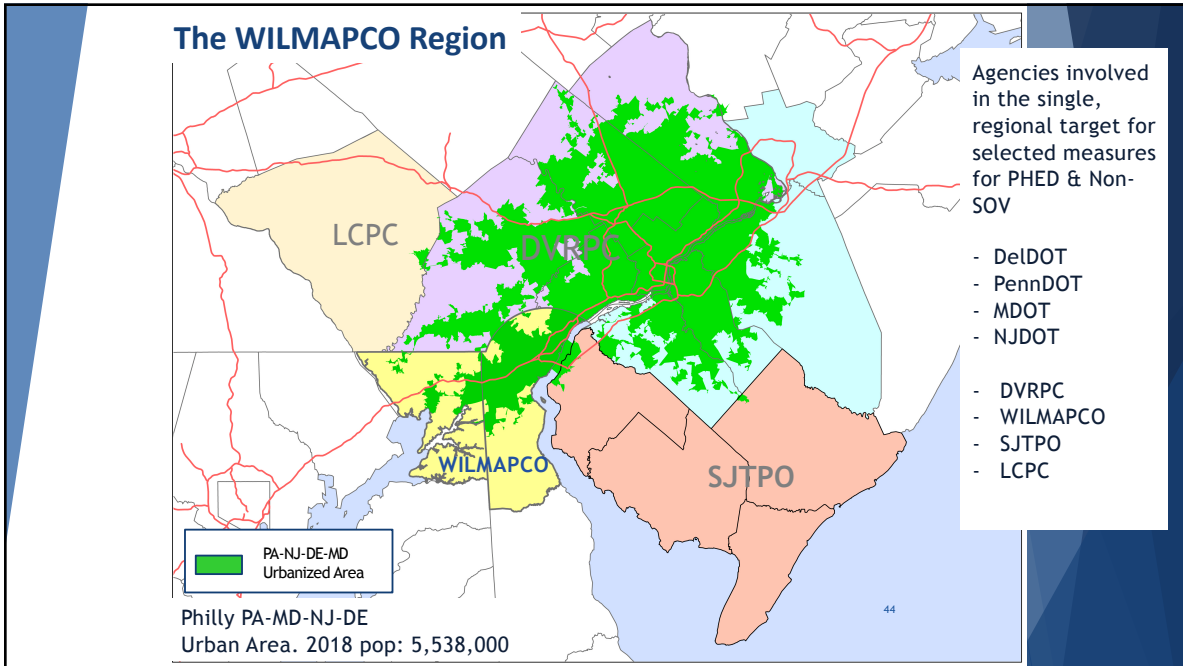 The WILMAPCO Region
Agencies involved
in the single,
regional target for
selected measures
for PHED & Non-
SOV
- DelDOT
- PennDOT
- MDOT
- NJDOT
- DVRPC
- WILMAPCO
- SJTPO
- LCPC
LCPC
DVRPC
WILMAPCO
SJTPO
PA-NJ-DE-MD
Urbanized Area
Philly PA-MD-NJ-DE
Urban Area. 2018 pop: 5,538,000
44